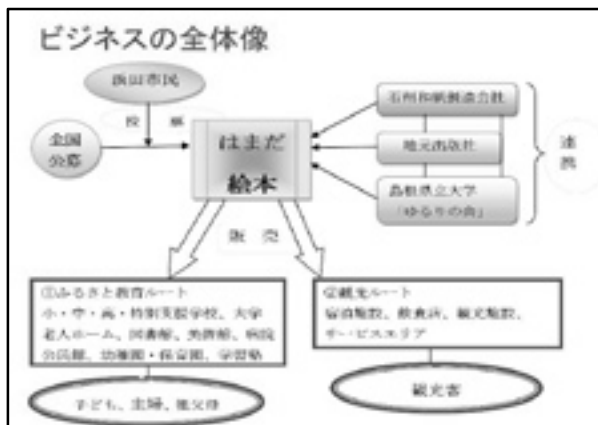 ビジネスの全体像
浜田市民
投票
全国
公募
はまだ
絵本
石州和紙製造会社
地元出版社
島根県立大学
「ゆるりの会」
連携
販売
①ふるさと教育ルート
小・中・高・特別支援学校、大学
老人ホーム、図書館、美術館、病院
公民館、幼稚園・保育園、学習塾
②観光ルート
宿泊施設、飲食店、観光施設、
サービスエリア
子ども、主婦、祖父母
観光客